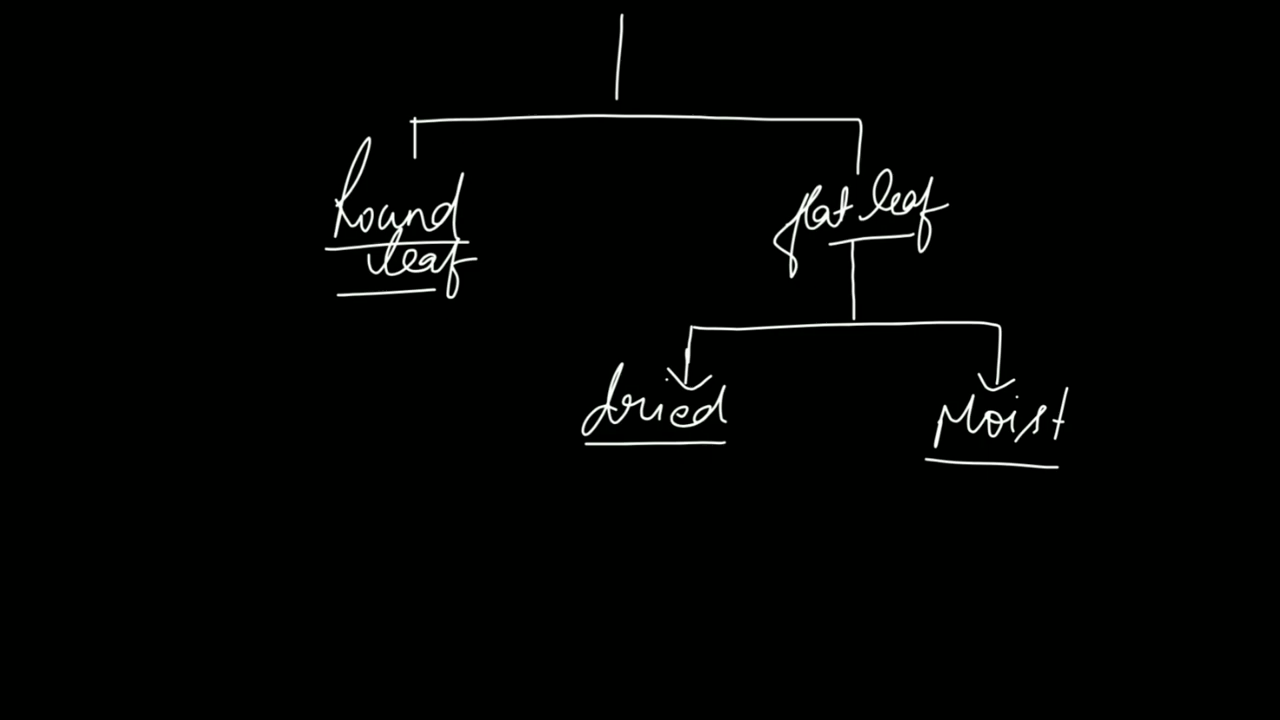 Round
leaf
flat leaf
dried
Moist